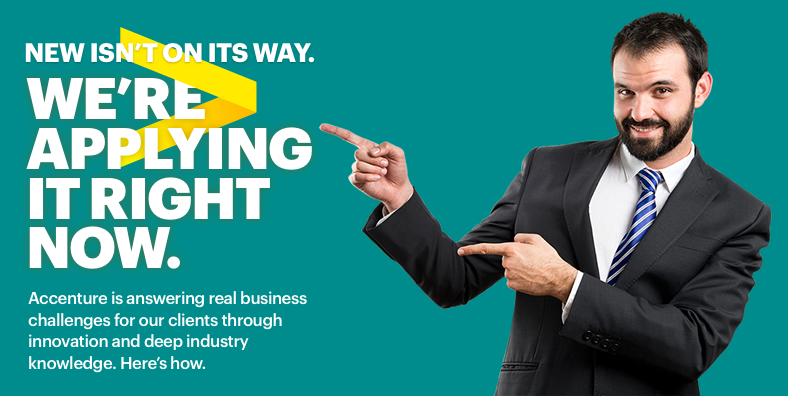 NEW ISN'T ON ITS WAY.
WE'RE
APPLYING
IT RIGHT
NOW.
Accenture is answering real business
challenges for our clients through
innovation and deep industry
knowledge. Here's how.